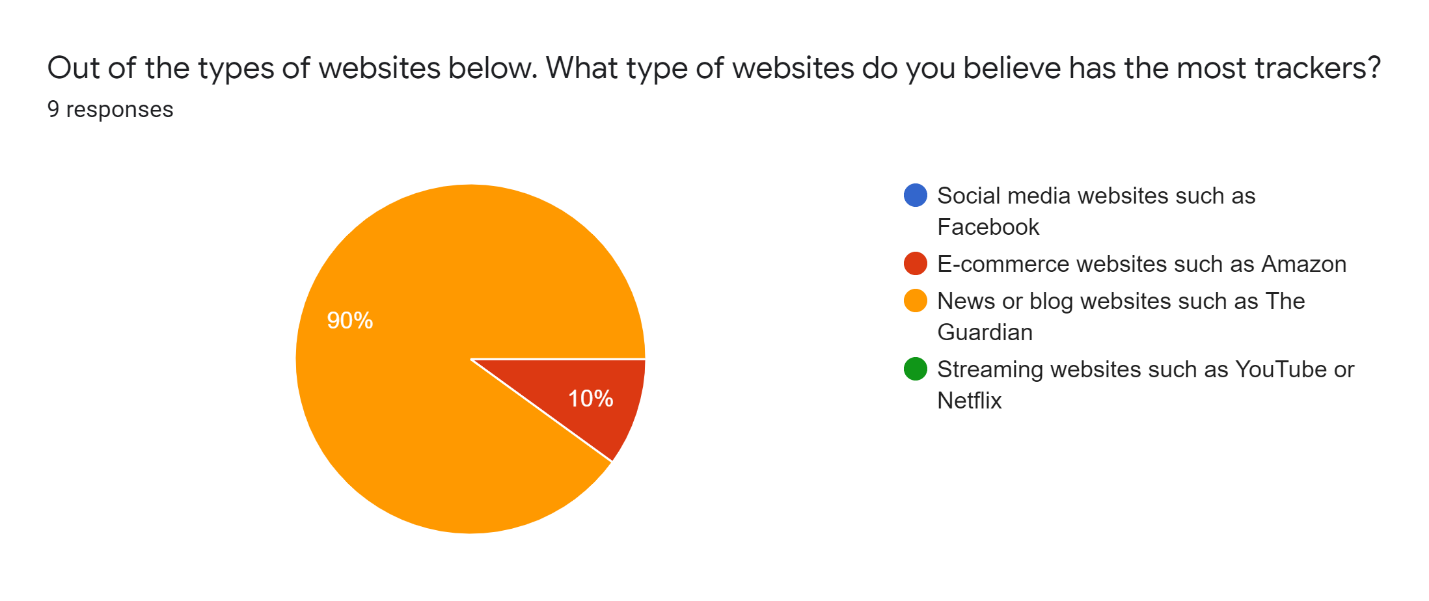 Out of the types of websites below. What type of websites do you believe has the most trackers?
9 responses
90%
10%
Social media websites such as
Facebook
E-commerce websites such as Amazon
News or blog websites such as The
Guardian
Streaming websites such as YouTube or
Netflix